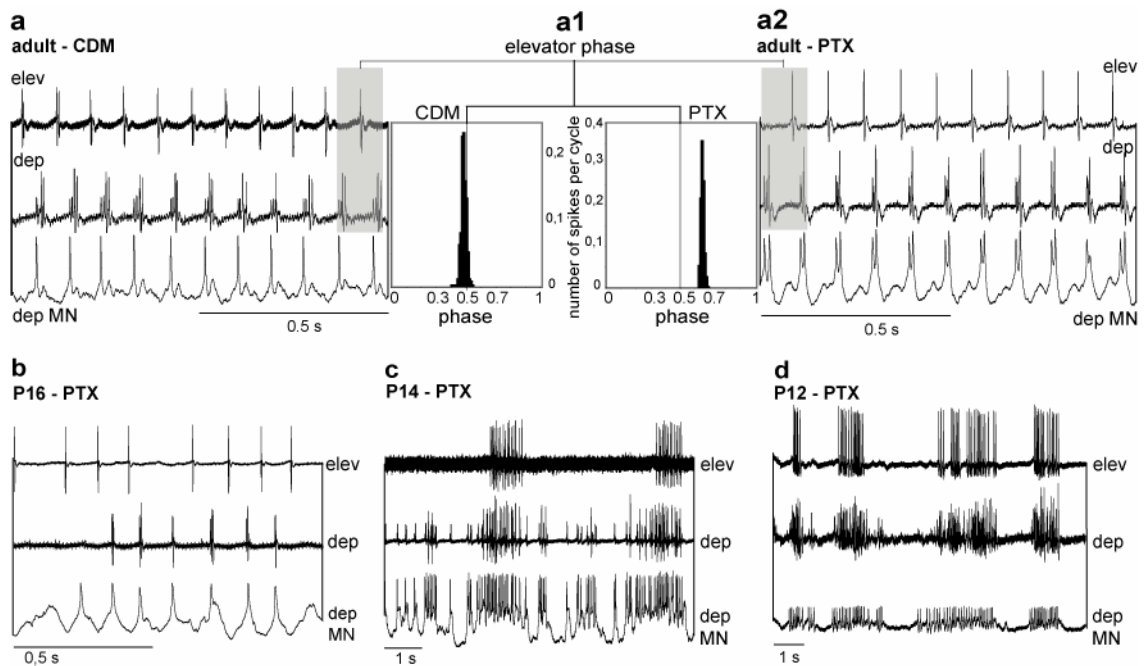 a
adult - CDM
elev
dep
dep MN
0.5 s
a1
elevator phase
CDM
0,2
0,1
0
0 0.3 0.5 0.7 1
phase
PTX
number of spikes per cycle
0,4
0,3
0,2
0,1
0
0 0.3 0.5 0.7 1
phase
a2
adult - PTX
elev
dep
dep MN
0.5 s
b
P16 - PTX
elev
dep
dep
MN
0,5 s
c
P14 - PTX
elev
dep
dep
MN
1 s
d
P12 - PTX
elev
dep
dep
MN
1 s